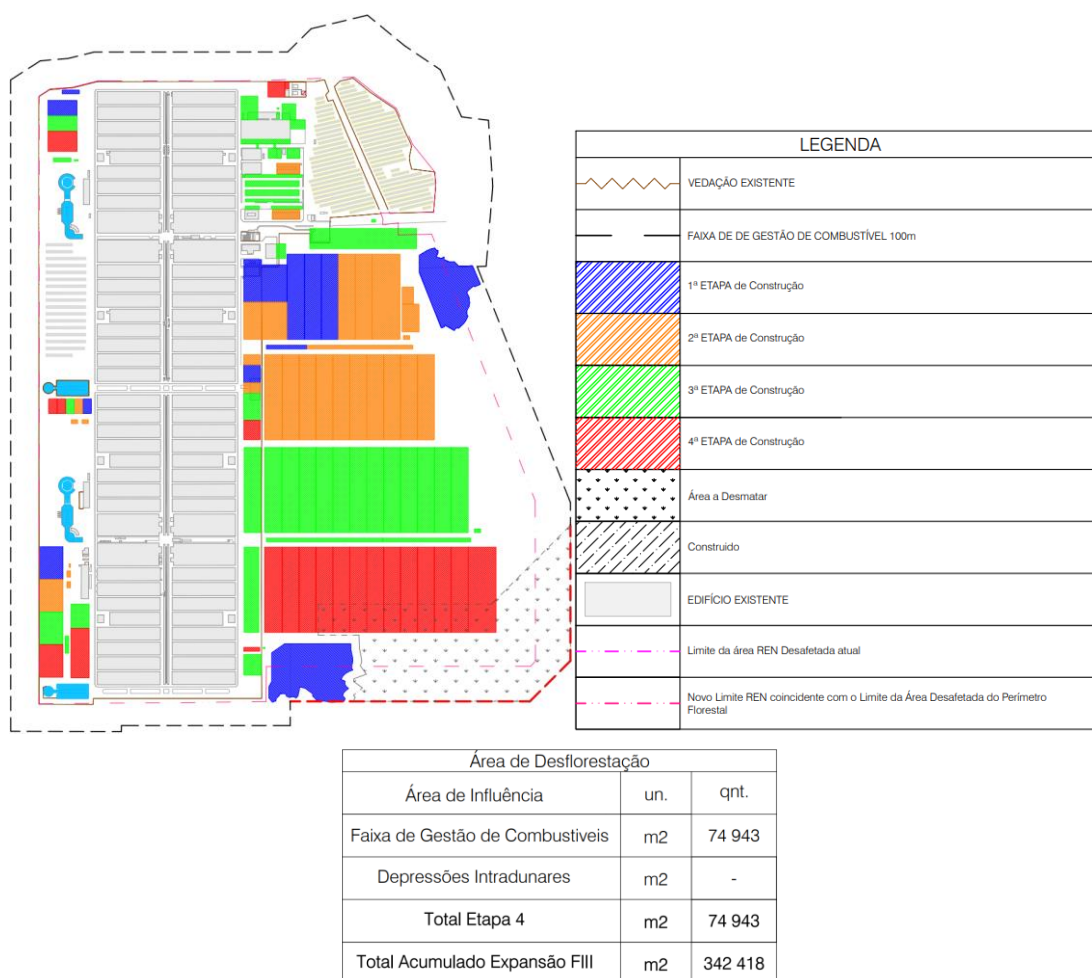 LEGENDA
VEDAÇÃO EXISTENTE
FAIXA DE DE GESTÃO DE COMBUSTÍVEL 100m
1ª ETAPA de Construção
2ª ETAPA de Construção
3ª ETAPA de Construção
4ª ETAPA de Construção
Área a Desmatar
Construido
EDIFÍCIO EXISTENTE
Limite da área REN Desafetada atual
Novo Limite REN coincidente com o Limite da Área Desafetada do Perímetro
Florestal
Área de Desflorestação
Área de Influência un. qnt.
Faixa de Gestão de Combustiveis m2 74 943
Depressões Intradunares m2 -
Total Etapa 4 m2 74 943
Total Acumulado Expansão FIII m2 342 418